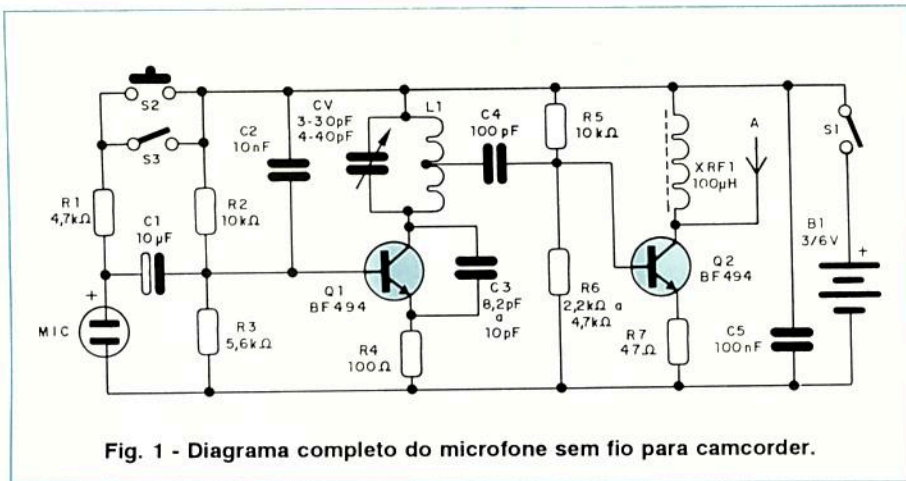 S2
S3
R1
4,7kΩ
C1
10µF
MIC
+
C2
10nF
R2
10kΩ
R3
5,6kΩ
CV
3-30pF
4-40pF
L1
Q1
BF494
R4
100Ω
C3
8,2pF
a
10pF
C4
100pF
R5
10kΩ
R6
2,2kΩ a
4,7kΩ
XRF1
100µH
A
Q2
BF494
R7
47Ω
C5
100nF
S1
B1
3/6V
+
Fig. 1 - Diagrama completo do microfone sem fio para camcorder.